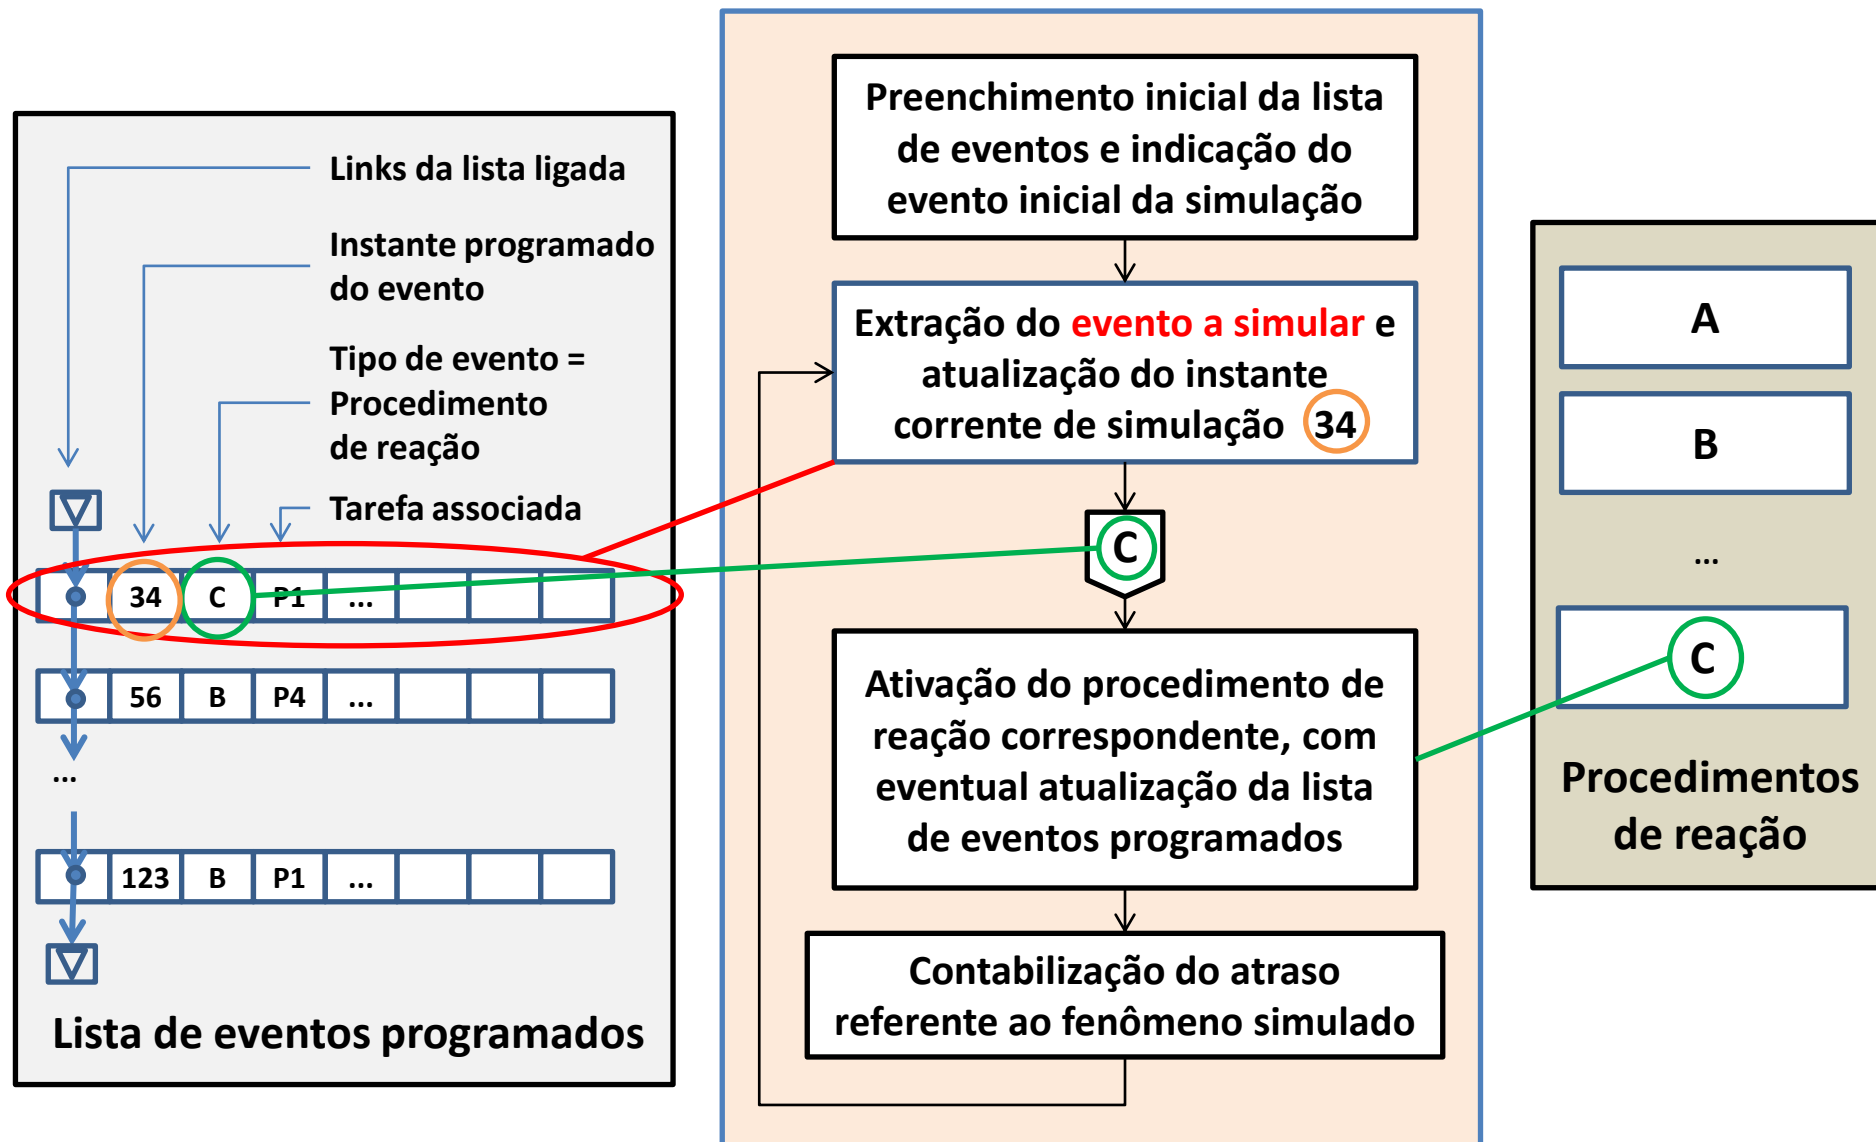 Links da lista ligada
Instante programado
do evento
Tipo de evento =
Procedimento
de reação
Tarefa associada
34 C P1 ...
56 B P4 ...
...
123 B P1 ...
Lista de eventos programados
Preenchimento inicial da lista
de eventos e indicação do
evento inicial da simulação
Extração do evento a simular e
atualização do instante
corrente de simulação 34
C
Ativação do procedimento de
reação correspondente, com
eventual atualização da lista
de eventos programados
Contabilização do atraso
referente ao fenômeno simulado
A
B
...
C
Procedimentos
de reação